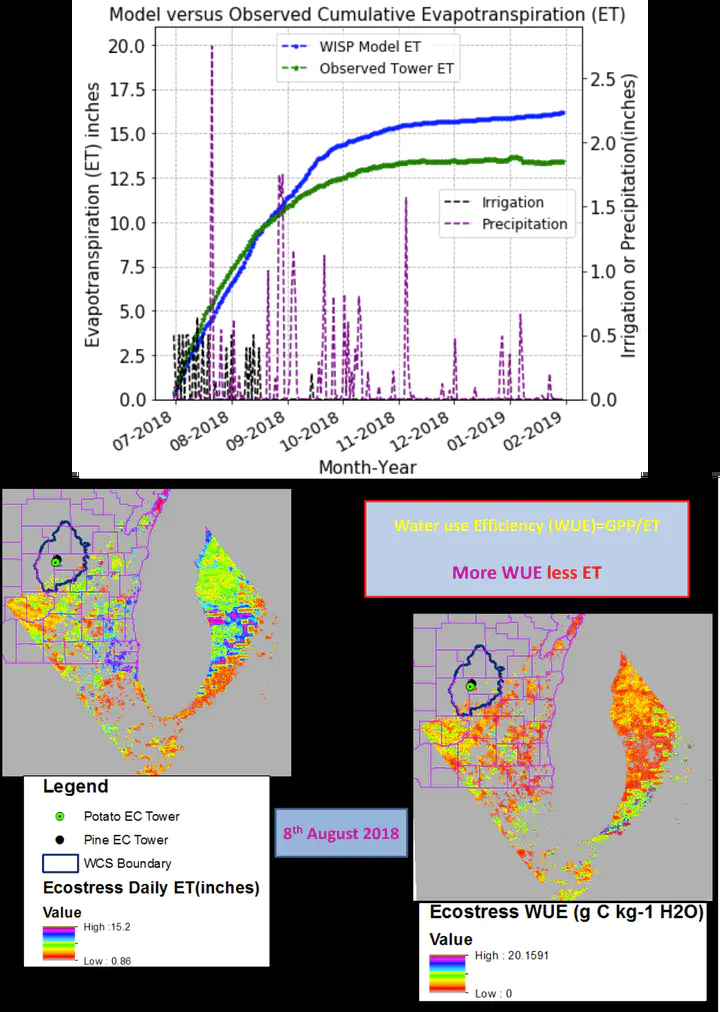 Model versus Observed Cumulative Evapotranspiration (ET)
WISP Model ET
Observed Tower ET
Irrigation
Precipitation
Evapotranspiration (ET) inches
20.0
17.5
15.0
12.5
10.0
7.5
5.0
2.5
0.0
Irrigation or Precipitation(inches)
2.5
2.0
1.5
1.0
0.5
0.0
07-2018
08-2018
09-2018
10-2018
11-2018
12-2018
01-2019
02-2019
Month-Year
Water use Efficiency (WUE)=GPP/ET
More WUE less ET
Legend
Potato EC Tower
Pine EC Tower
WCS Boundary
Ecostress Daily ET(inches)
Value
High :15.2
Low : 0.86
8th August 2018
Ecostress WUE (g C kg-1 H2O)
Value
High : 20.1591
Low : 0